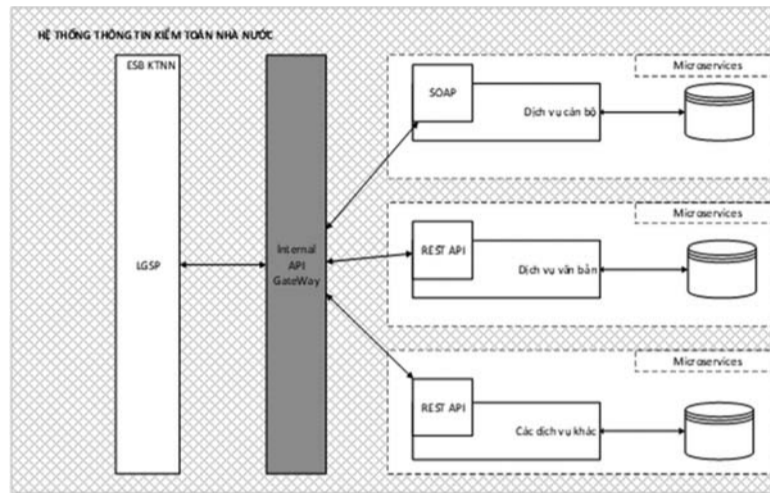 HỆ THỐNG THÔNG TIN KIỂM TOÁN NHÀ NƯỚC
ESB KTNN
LGSP
Internal
API
GateWay
Microservices
SOAP
Dịch vụ cán bộ
Microservices
REST API
Dịch vụ văn bản
Microservices
REST API
Các dịch vụ khác